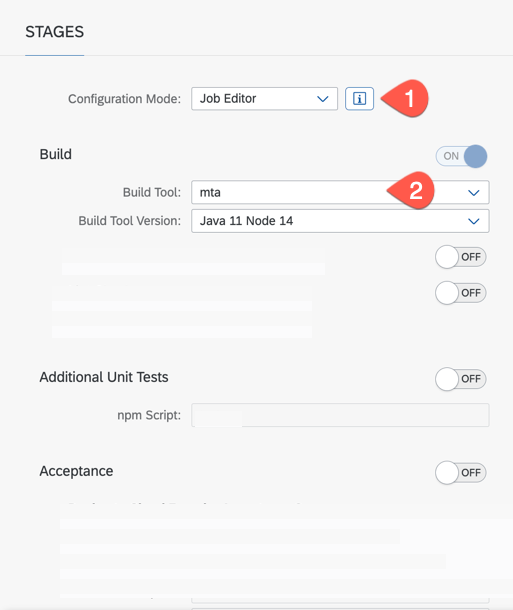 STAGES
Configuration Mode: Job Editor 1
Build ON
Build Tool: mta 2
Build Tool Version: Java 11 Node 14
OFF
OFF
Additional Unit Tests OFF
npm Script:
Acceptance OFF